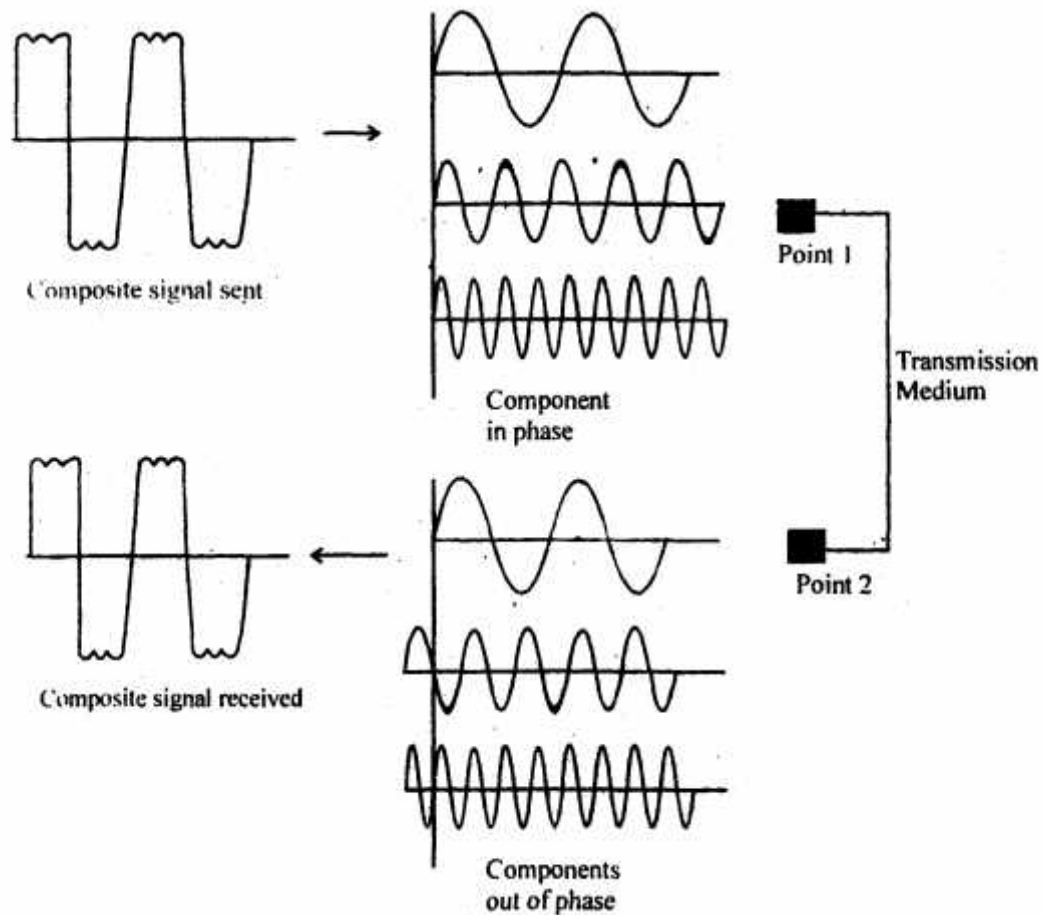 Composite signal sent
Point 1
Transmission
Medium
Component
in phase
Point 2
Composite signal received
Components
out of phase